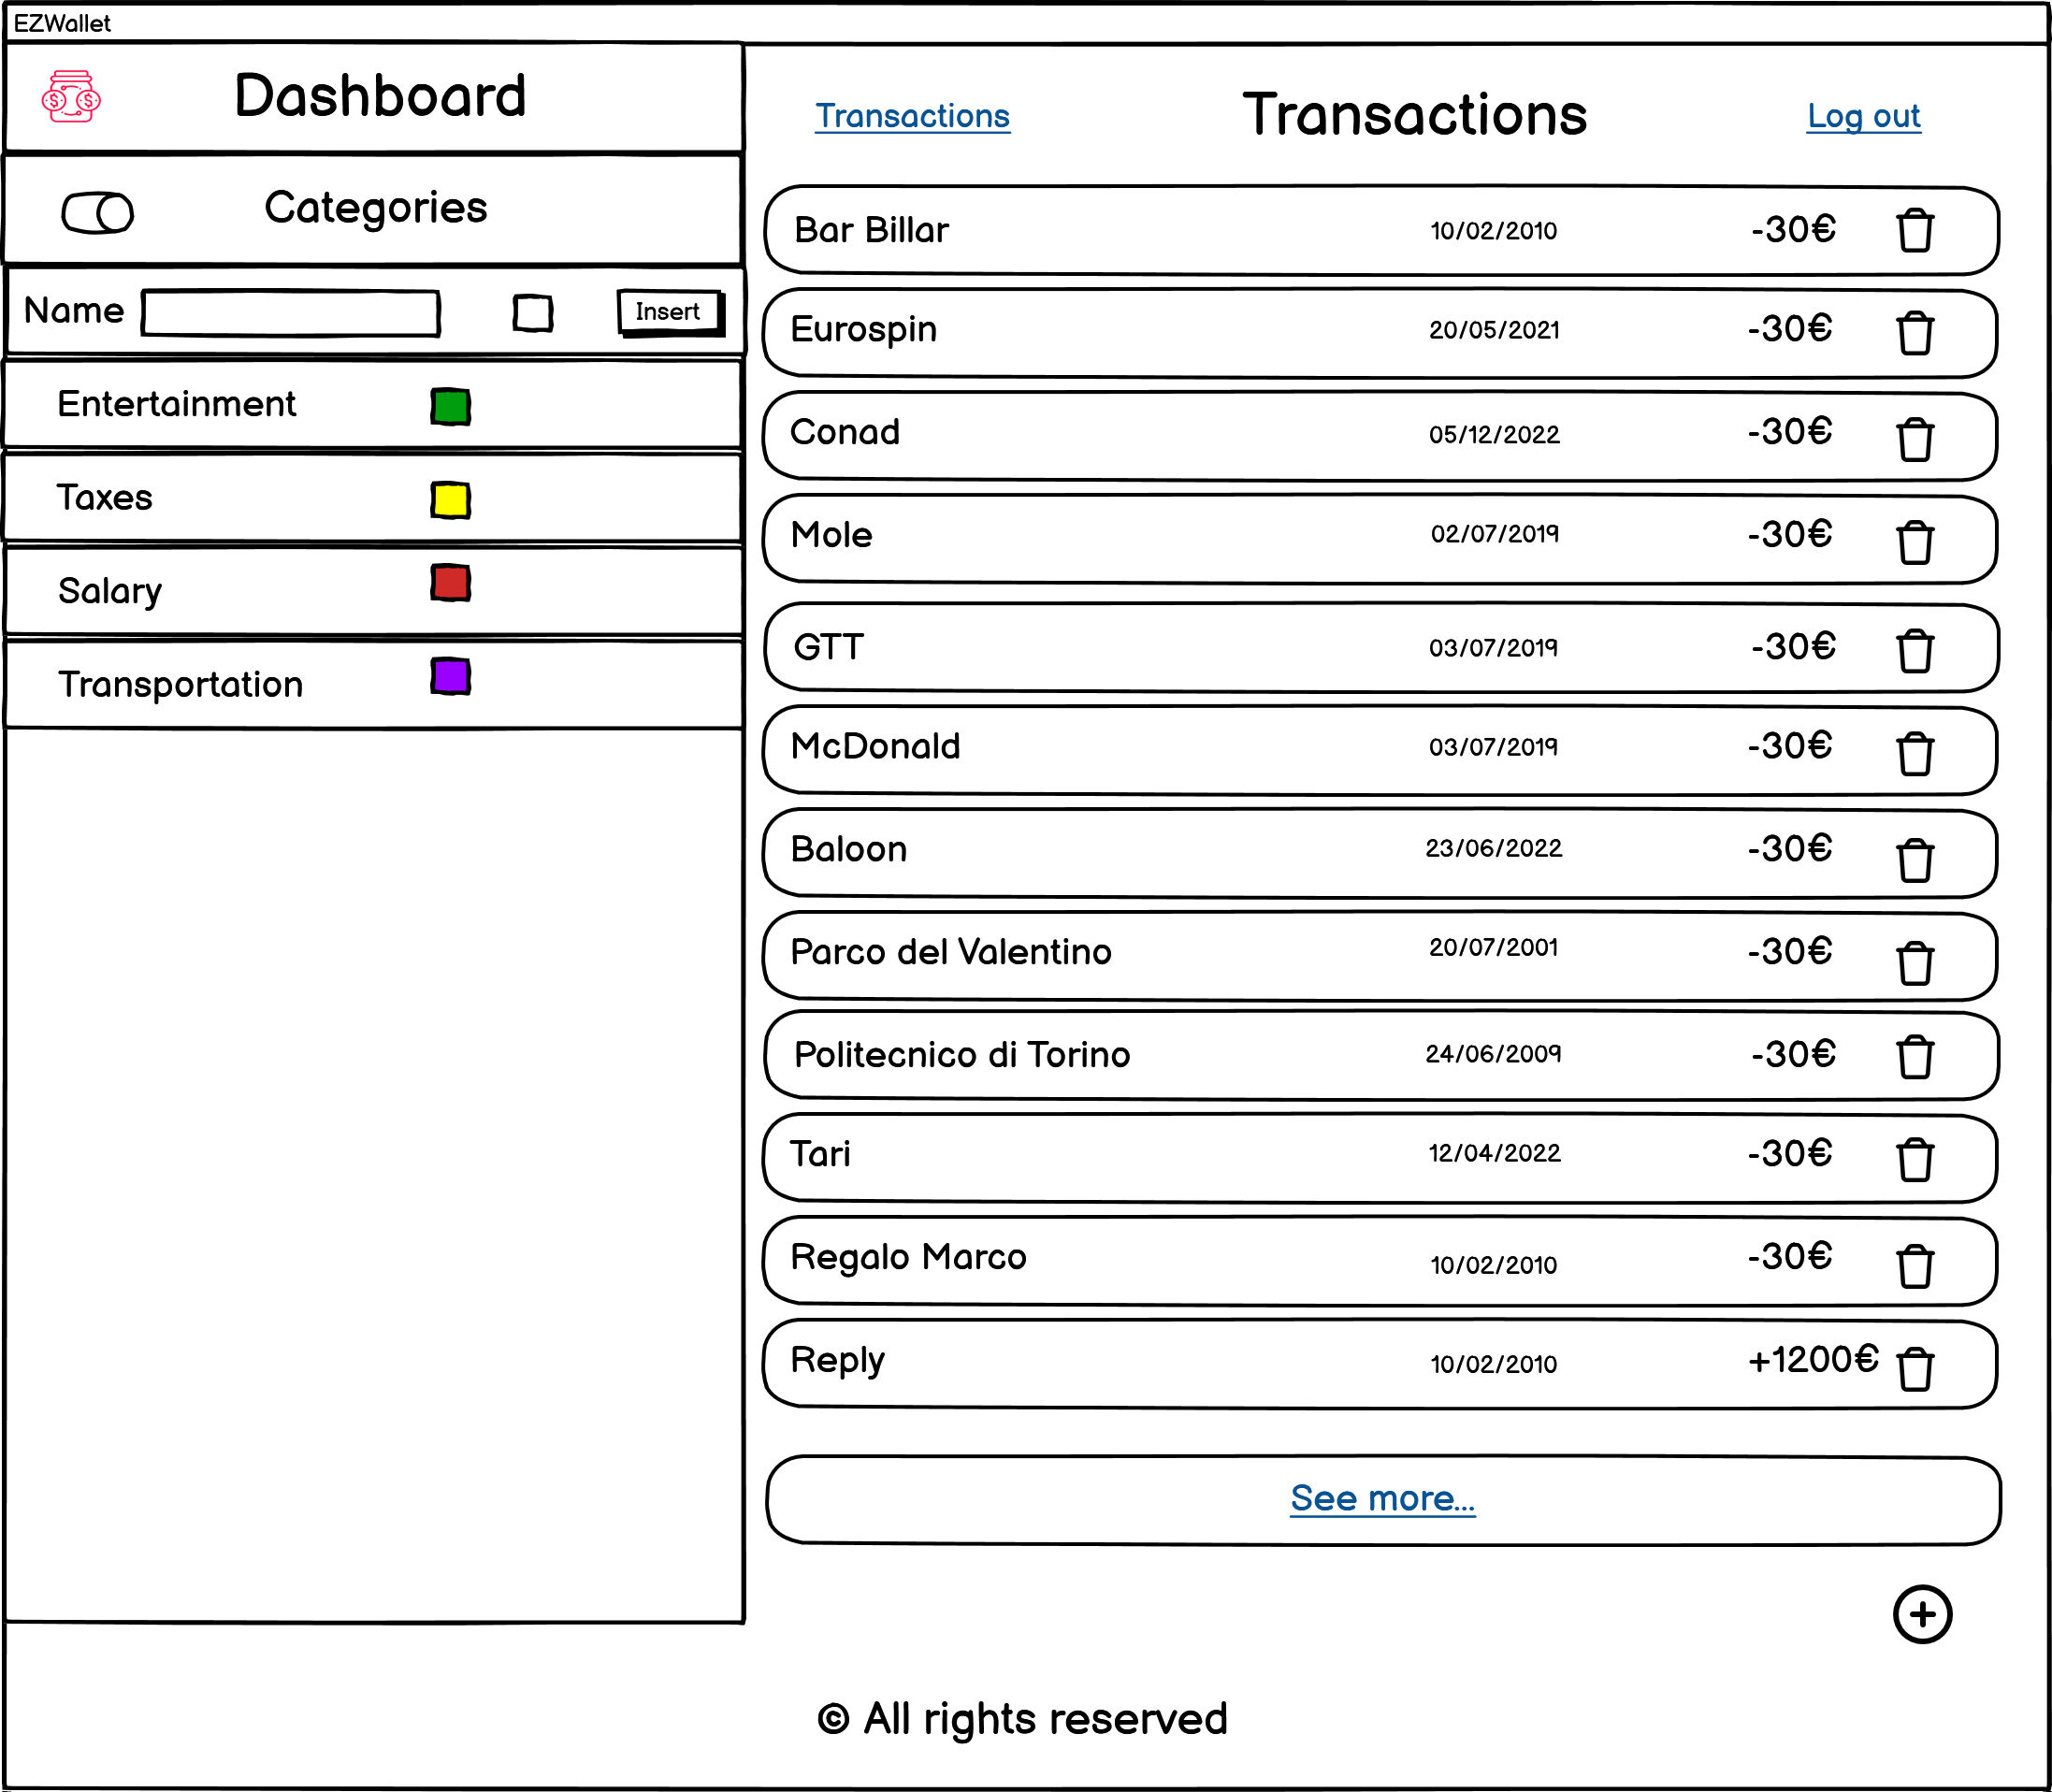 EZWallet
Dashboard
Categories
Name Insert
Entertainment
Taxes
Salary
Transportation
Transactions Transactions Log out
Bar Billar 10/02/2010 -30€
Eurospin 20/05/2021 -30€
Conad 05/12/2022 -30€
Mole 02/07/2019 -30€
GTT 03/07/2019 -30€
McDonald 03/07/2019 -30€
Baloon 23/06/2022 -30€
Parco del Valentino 20/07/2001 -30€
Politecnico di Torino 24/06/2009 -30€
Tari 12/04/2022 -30€
Regalo Marco 10/02/2010 -30€
Reply 10/02/2010 +1200€
See more...
© All rights reserved